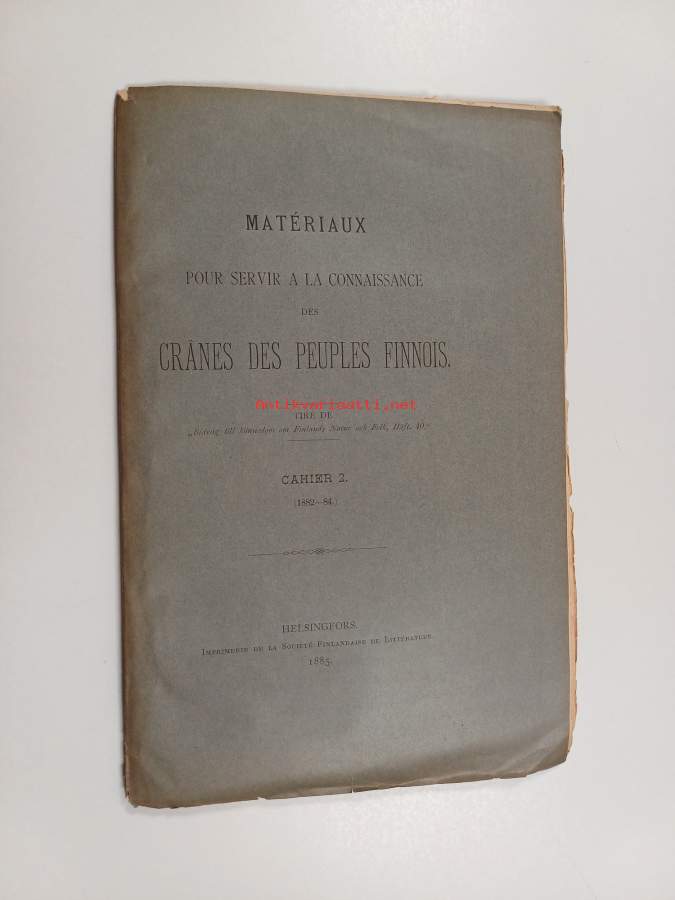 MATÉRIAUX
POUR SERVIR A LA CONNAISSANCE
DES
CRÂNES DES PEUPLES FINNOIS.
antikvariaatti.net
TIRÉ DE
„Bidrag till kännedom om Finlands Natur och Folk, Häft. 40.“
CAHIER 2.
(1882—84.)
HELSINGFORS.
IMPRIMERIE DE LA SOCIÉTÉ FINLANDAISE DE LITTÉRATURE.
1885.